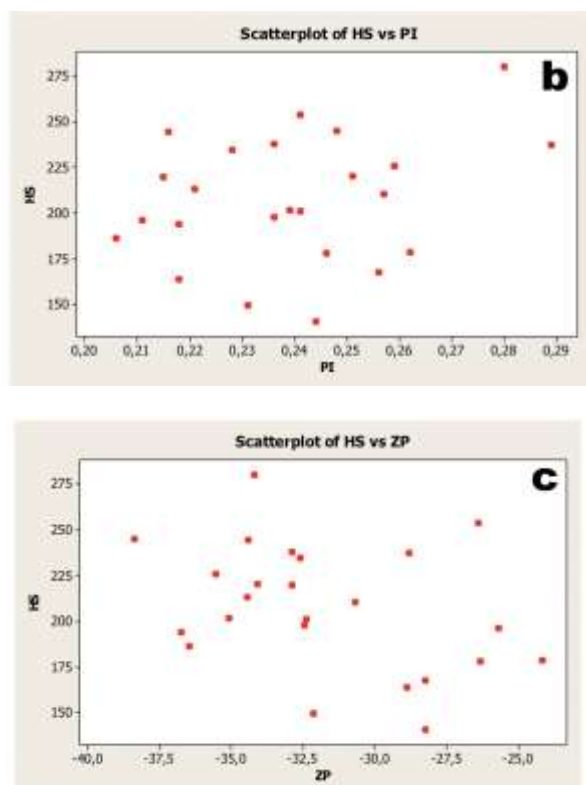 Scatterplot of HS vs PI
b
275
250
225
200
175
150
HS
0,20 0,21 0,22 0,23 0,24 0,25 0,26 0,27 0,28 0,29
PI
Scatterplot of HS vs ZP
c
275
250
225
200
175
150
HS
-40,0 -37,5 -35,0 -32,5 -30,0 -27,5 -25,0
ZP